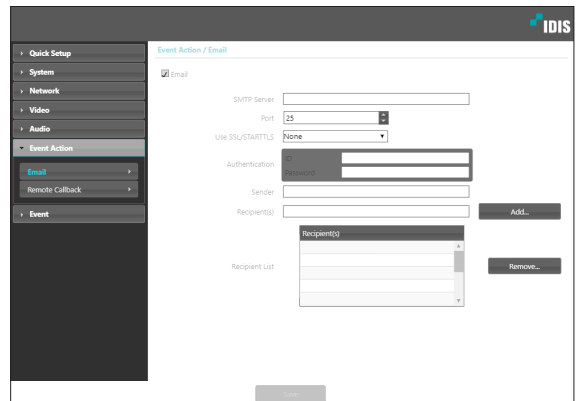 IDIS
Quick Setup
System
Network
Video
Audio
Event Action
Email
Remote Callback
Event
Event Action / Email
Email
SMTP Server
Port 25
Use SSL/STARTTLS None
Authentication
ID
Password
Sender
Recipient(s) Add...
Recipient(s)
Recipient List Remove...
Save